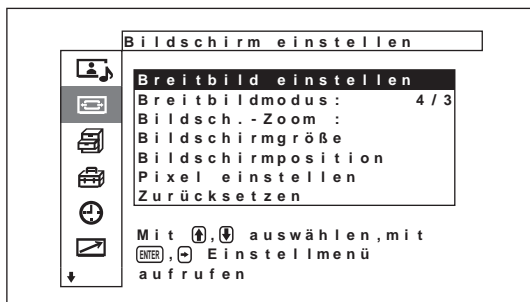 Bildschirm einstellen
Breitbild einstellen
Breitbildmodus: 4/3
Bildsch.-Zoom :
Bildschirmgröße
Bildschirmposition
Pixel einstellen
Zurücksetzen
Mit ↑,↓ auswählen,mit
ENTER,→ Einstellmenü
aufrufen